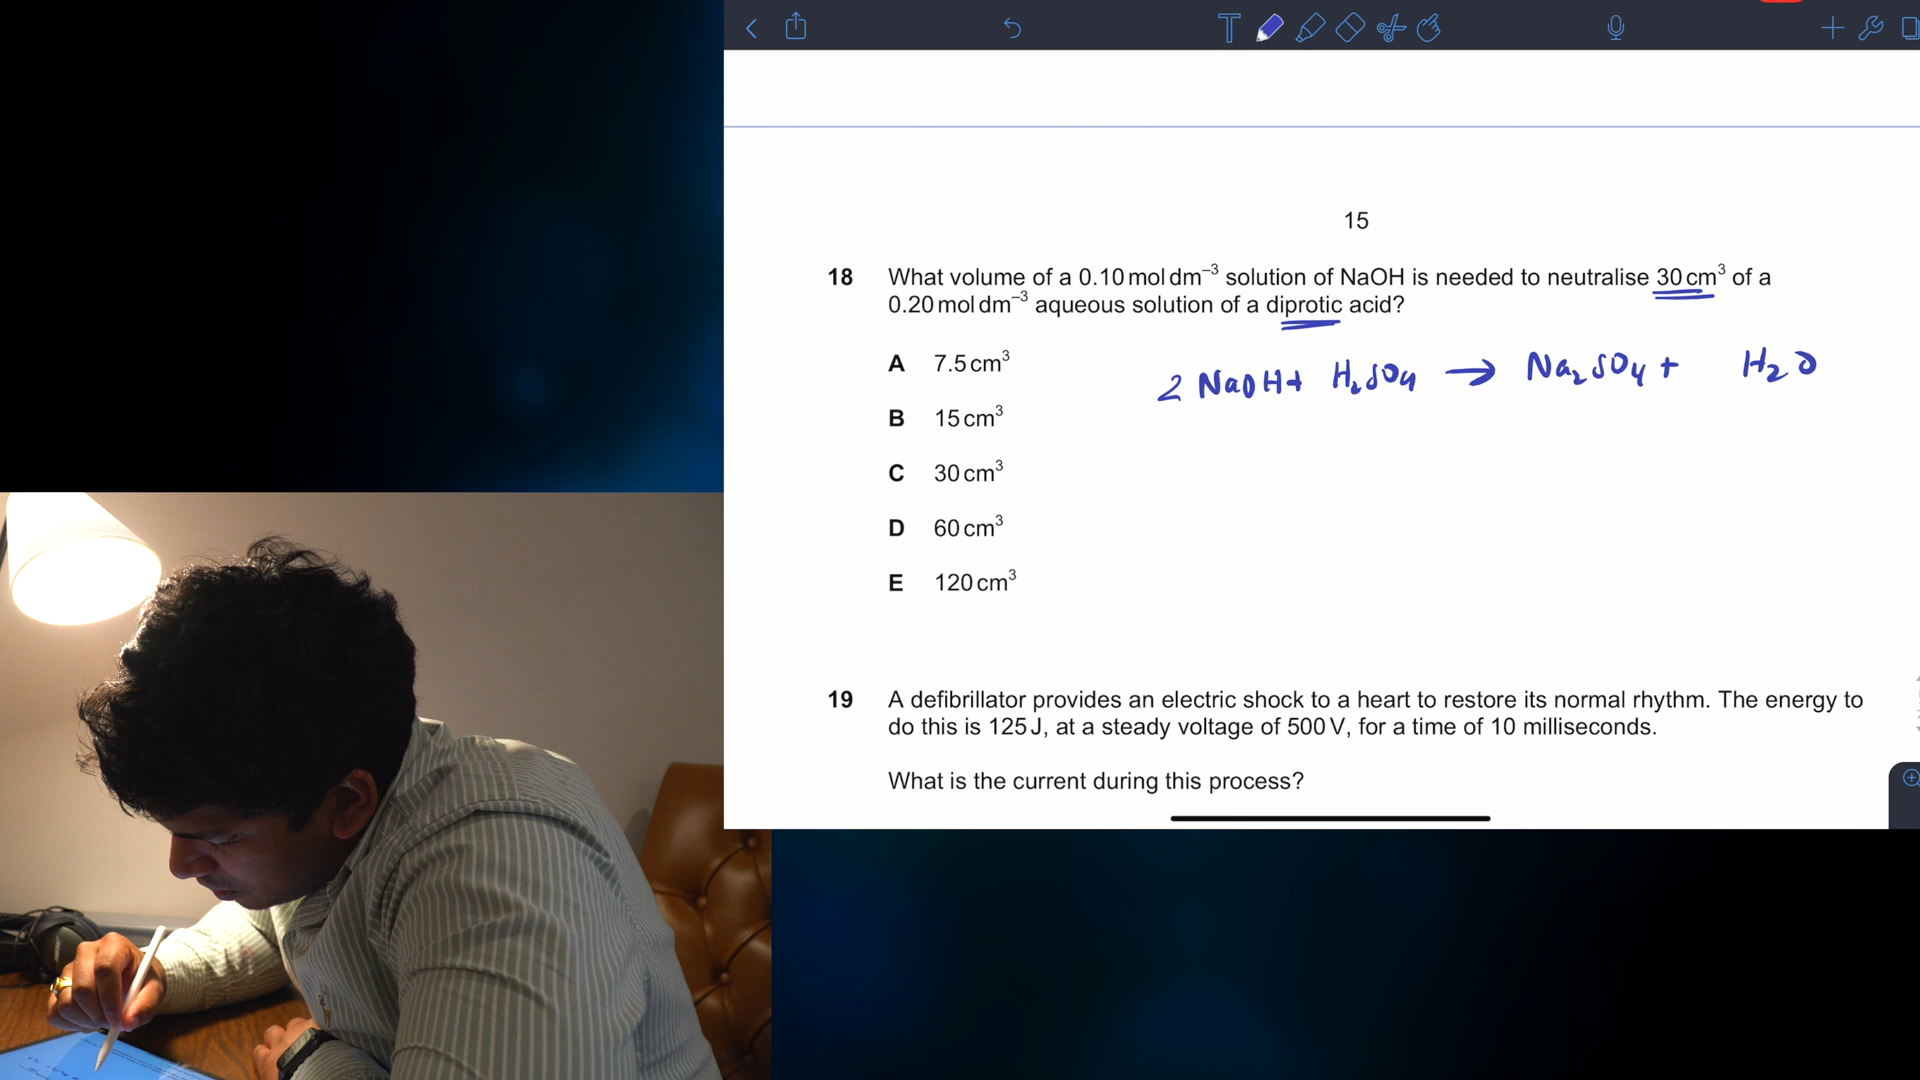 15
18 What volume of a 0.10 mol dm⁻³ solution of NaOH is needed to neutralise 30 cm³ of a
0.20 mol dm⁻³ aqueous solution of a diprotic acid?
A 7.5 cm³
2 NaOH + H₂SO₄ → Na₂SO₄ + H₂O
B 15 cm³
C 30 cm³
D 60 cm³
E 120 cm³
19 A defibrillator provides an electric shock to a heart to restore its normal rhythm. The energy to
do this is 125 J, at a steady voltage of 500 V, for a time of 10 milliseconds.
What is the current during this process?